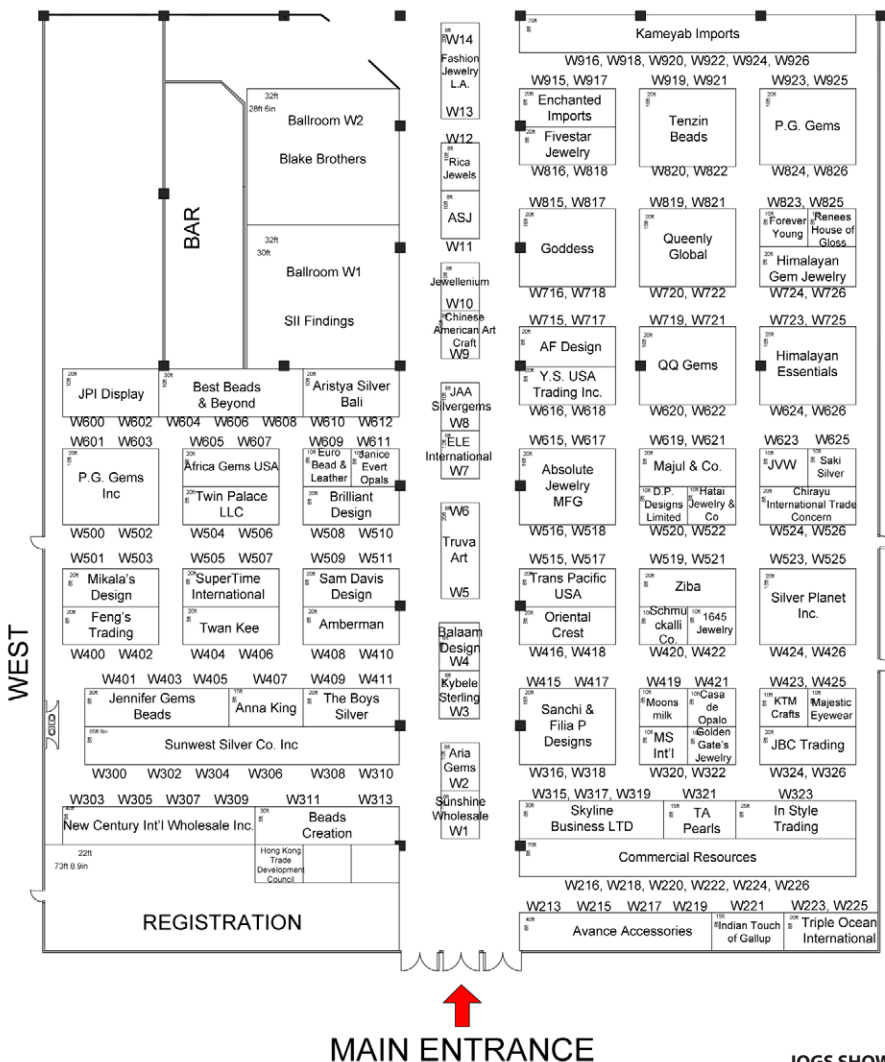 Kameyab Imports
70ft
8ft
W916, W918, W920, W922, W924, W926
W14
Fashion
Jewelry
L.A.
W13
W12
Rica
Jewels
ASJ
W11
Jewellenium
W10
Chinese
American Art
Craft
W9
JAA
Silvergems
W8
ELE
International
W7
W6
Truva
Art
W5
Balaam
Design
W4
Kybele
Sterling
W3
Aria
Gems
W2
Sunshine
Wholesale
W1
32ft
28ft 6in
Ballroom W2
Blake Brothers
BAR
32ft
30ft
Ballroom W1
SII Findings
W915, W917
W919, W921
W923, W925
Enchanted
Imports
Fivestar
Jewelry
Tenzin
Beads
P.G. Gems
W816, W818
W820, W822
W824, W826
W815, W817
W819, W821
W823, W825
Goddess
Queenly
Global
Forever
Young
Renees
House of
Gloss
Himalayan
Gem Jewelry
W716, W718
W720, W722
W724, W726
W715, W717
W719, W721
W723, W725
AF Design
Y.S. USA
Trading Inc.
QQ Gems
Himalayan
Essentials
W616, W618
W620, W622
W624, W626
JPI Display
Best Beads
& Beyond
Aristya Silver
Bali
W600 W602 W604 W606 W608 W610 W612
W601 W603 W605 W607 W609 W611
P.G. Gems
Inc
Africa Gems USA
Twin Palace
LLC
Euro
Bead &
Leather
Janice
Evert
Opals
Brilliant
Design
W500 W502 W504 W506 W508 W510
W615, W617
W619, W621
W623 W625
Absolute
Jewelry
MFG
Majul & Co.
D.P.
Designs
Limited
Hatai
Jewelry &
Co
JVW
Saki
Silver
Chirayu
International Trade
Concern
W516, W518
W520, W522
W524, W526
W501 W503 W505 W507 W509 W511
Mikala's
Design
Feng's
Trading
SuperTime
International
Twan Kee
Sam Davis
Design
Amberman
W400 W402 W404 W406 W408 W410
W515, W517
W519, W521
W523, W525
Trans Pacific
USA
Oriental
Crest
Ziba
Schmu
ckalli
Co.
1645
Jewelry
Silver Planet
Inc.
W416, W418
W420, W422
W424, W426
WEST
W401 W403 W405 W407 W409 W411
Jennifer Gems
Beads
Anna King
The Boys
Silver
Sunwest Silver Co. Inc
W300 W302 W304 W306 W308 W310
W415 W417
W419 W421
W423, W425
Sanchi &
Filia P
Designs
Moons
milk
Casa
de
Opalo
MS
Int'l
Golden
Gate's
Jewelry
KTM
Crafts
Majestic
Eyewear
JBC Trading
W316, W318
W320, W322
W324, W326
W303 W305 W307 W309 W311 W313
New Century Int'l Wholesale Inc.
Beads
Creation
22ft
73ft 8.9in
Hong Kong
Trade
Development
Council
REGISTRATION
W315, W317, W319
W321
W323
Skyline
Business LTD
TA
Pearls
In Style
Trading
Commercial Resources
W216, W218, W220, W222, W224, W226
W213 W215 W217 W219 W221 W223, W225
Avance Accessories
Indian Touch
of Gallup
Triple Ocean
International
MAIN ENTRANCE
JOGS SHOW